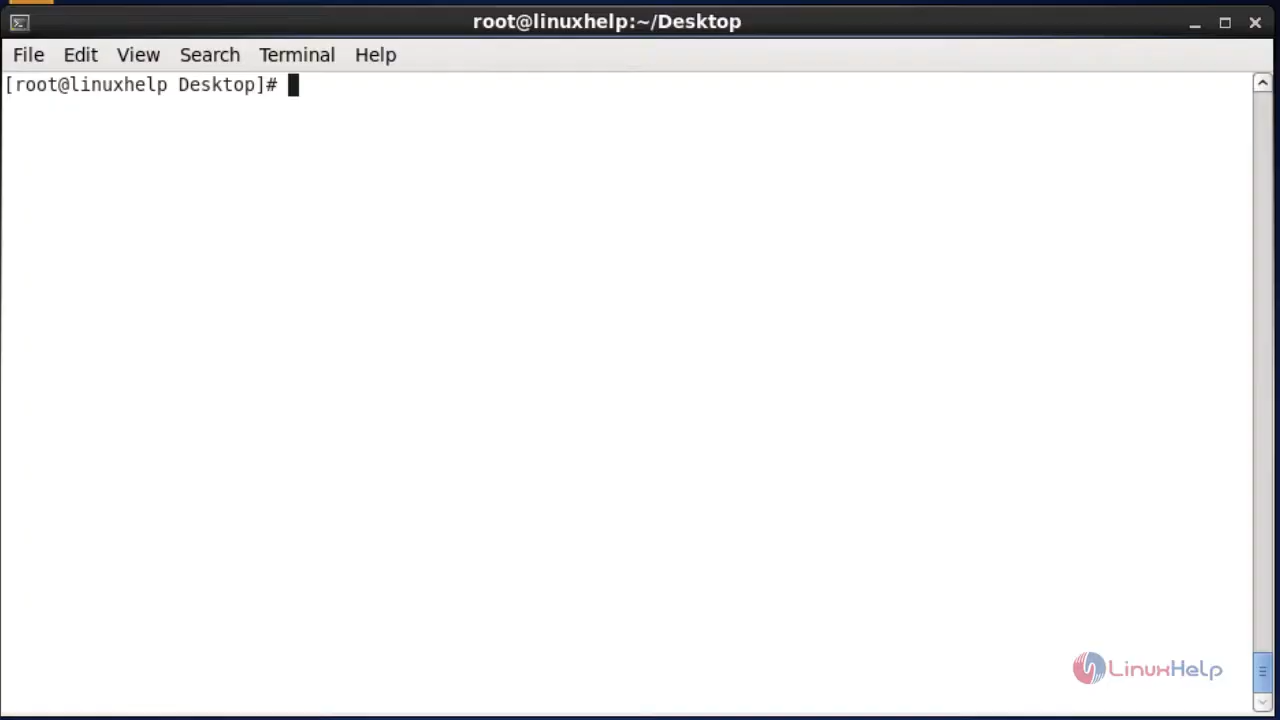 root@linuxhelp:~/Desktop
File Edit View Search Terminal Help
[root@linuxhelp Desktop]#
LinuxHelp